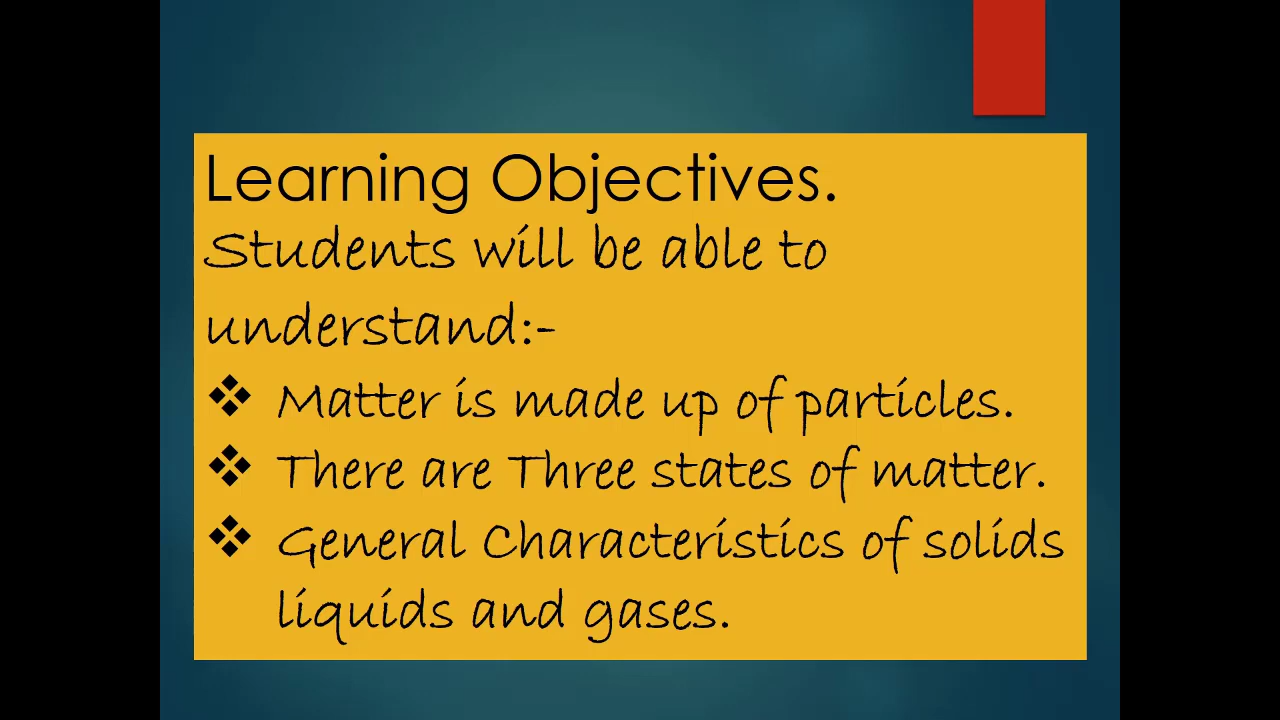 Learning Objectives.
Students will be able to
understand:-
❖ Matter is made up of particles.
❖ There are Three states of matter.
❖ General Characteristics of solids
liquids and gases.